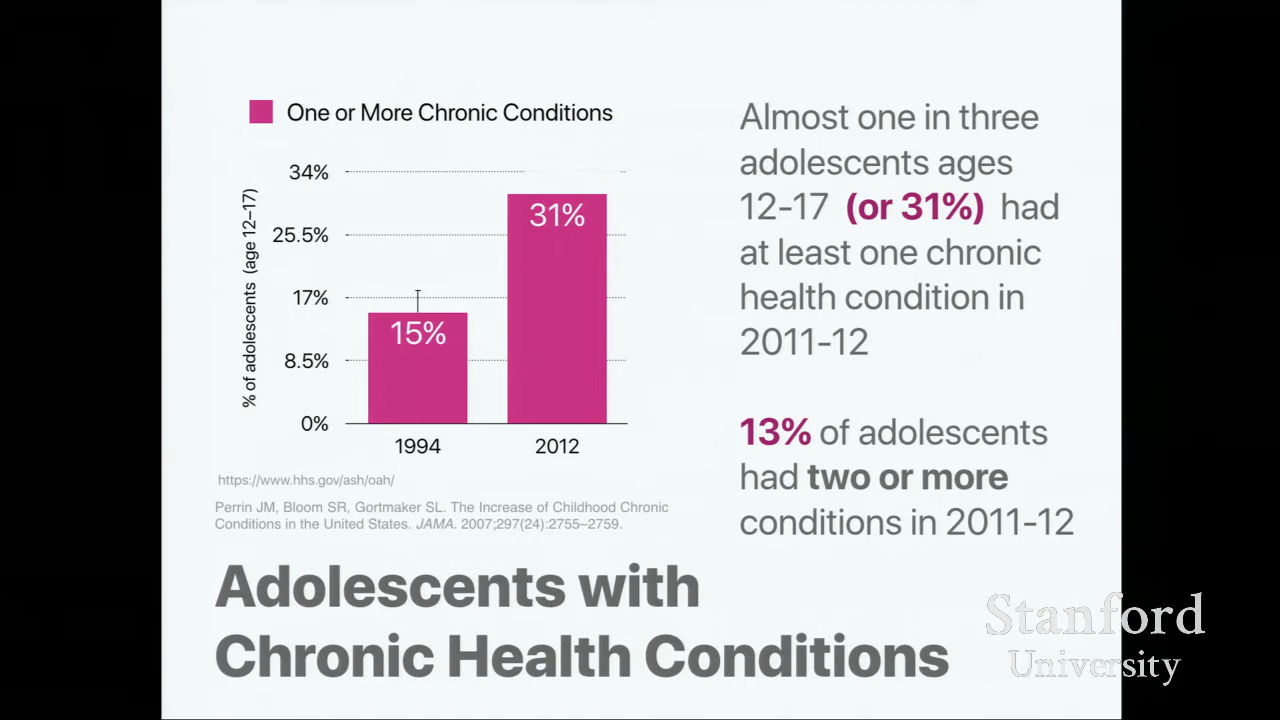 One or More Chronic Conditions
% of adolescents (age 12–17)
34%
25.5%
17%
8.5%
0%
15%
31%
1994
2012
https://www.hhs.gov/ash/oah/
Perrin JM, Bloom SR, Gortmaker SL. The Increase of Childhood Chronic
Conditions in the United States. JAMA. 2007;297(24):2755–2759.
Almost one in three
adolescents ages
12-17 (or 31%) had
at least one chronic
health condition in
2011-12
13% of adolescents
had two or more
conditions in 2011-12
Adolescents with
Chronic Health Conditions
Stanford
University